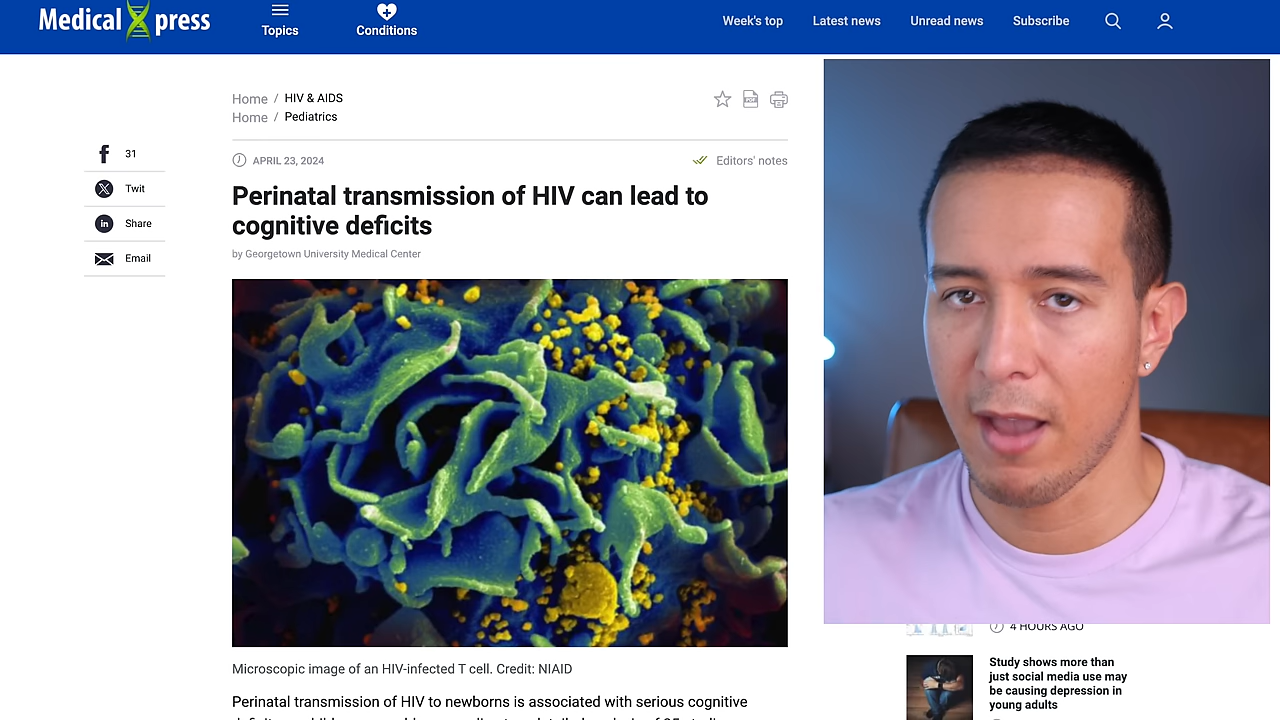 Medical press
Topics
Conditions
Week's top
Latest news
Unread news
Subscribe
Home / HIV & AIDS
Home / Pediatrics
31
Twit
Share
Email
APRIL 23, 2024
Editors' notes
Perinatal transmission of HIV can lead to
cognitive deficits
by Georgetown University Medical Center
Microscopic image of an HIV-infected T cell. Credit: NIAID
Perinatal transmission of HIV to newborns is associated with serious cognitive
4 HOURS AGO
Study shows more than
just social media use may
be causing depression in
young adults